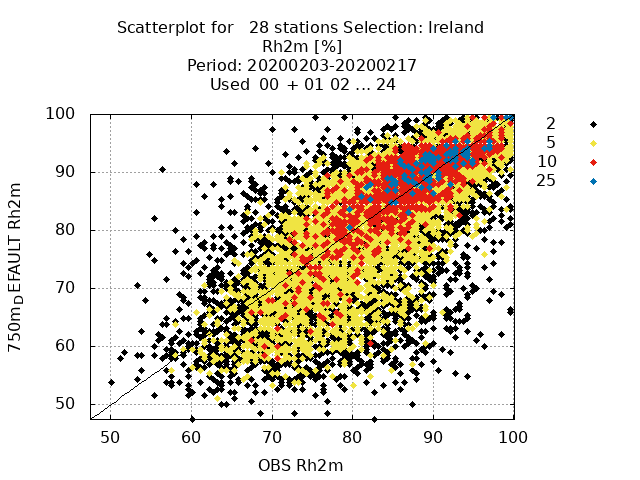 Scatterplot for 28 stations Selection: Ireland
Rh2m [%]
Period: 20200203-20200217
Used 00 + 01 02 ... 24
2
5
10
25
100
90
80
70
60
50
750m_DEFAULT Rh2m
50 60 70 80 90 100
OBS Rh2m